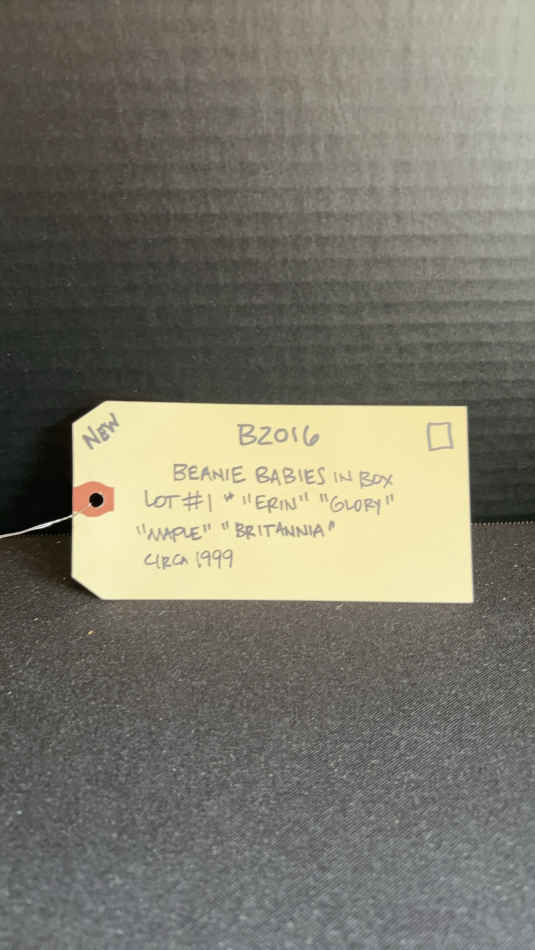 NEW
B2016
BEANIE BABIES IN BOX
LOT #1 * "ERIN" "GLORY"
"MAPLE" "BRITANNIA"
CIRCA 1999